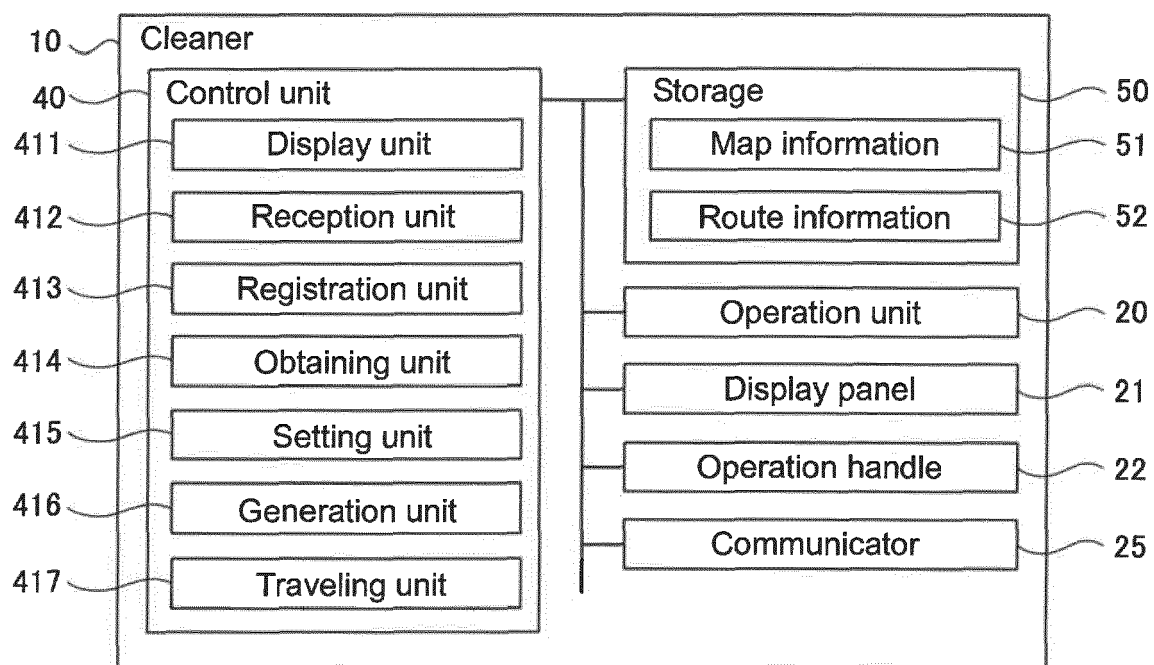 10 Cleaner
40 Control unit
411 Display unit
412 Reception unit
413 Registration unit
414 Obtaining unit
415 Setting unit
416 Generation unit
417 Traveling unit
Storage 50
Map information 51
Route information 52
Operation unit 20
Display panel 21
Operation handle 22
Communicator 25